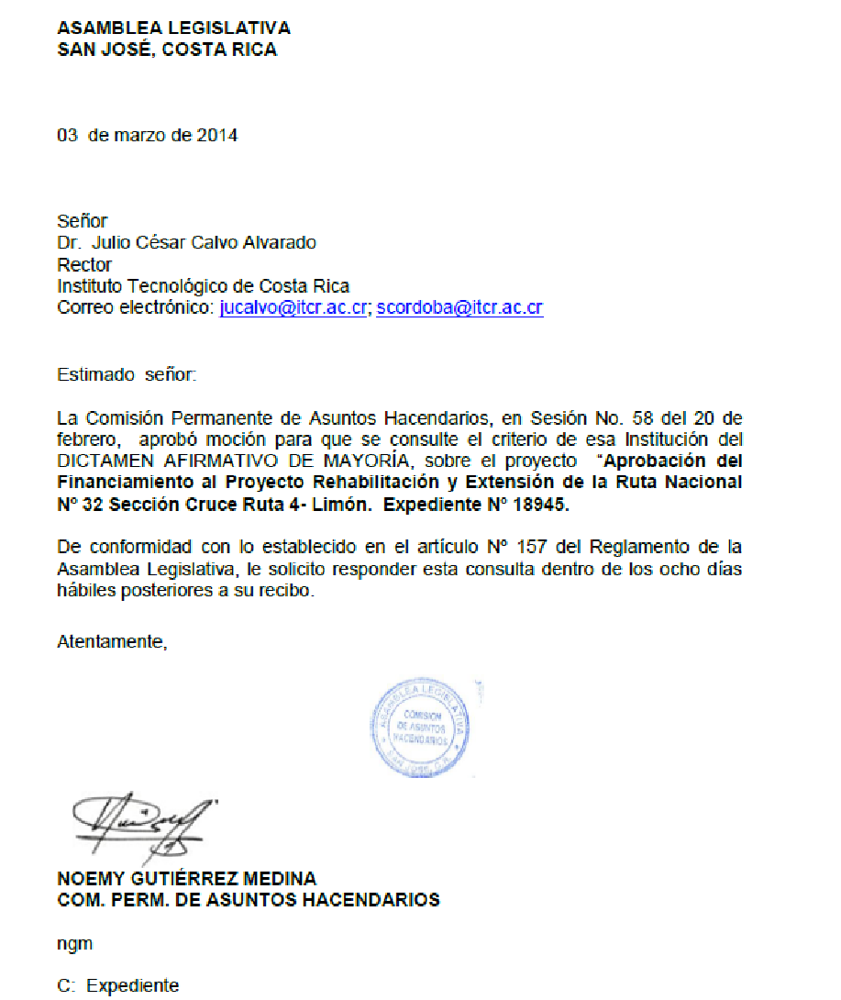 ASAMBLEA LEGISLATIVA
SAN JOSÉ, COSTA RICA
03 de marzo de 2014
Señor
Dr. Julio César Calvo Alvarado
Rector
Instituto Tecnológico de Costa Rica
Correo electrónico: jucalvo@itcr.ac.cr; scordoba@itcr.ac.cr
Estimado señor:
La Comisión Permanente de Asuntos Hacendarios, en Sesión No. 58 del 20 de
febrero, aprobó moción para que se consulte el criterio de esa Institución del
DICTAMEN AFIRMATIVO DE MAYORÍA, sobre el proyecto “Aprobación del
Financiamiento al Proyecto Rehabilitación y Extensión de la Ruta Nacional
Nº 32 Sección Cruce Ruta 4- Limón. Expediente Nº 18945.
De conformidad con lo establecido en el artículo Nº 157 del Reglamento de la
Asamblea Legislativa, le solicito responder esta consulta dentro de los ocho días
hábiles posteriores a su recibo.
Atentamente,
ASAMBLEA LEGISLATIVA
COMISION
DE ASUNTOS
HACENDARIOS
SAN JOSE, C.R.
NOEMY GUTIÉRREZ MEDINA
COM. PERM. DE ASUNTOS HACENDARIOS
ngm
C: Expediente